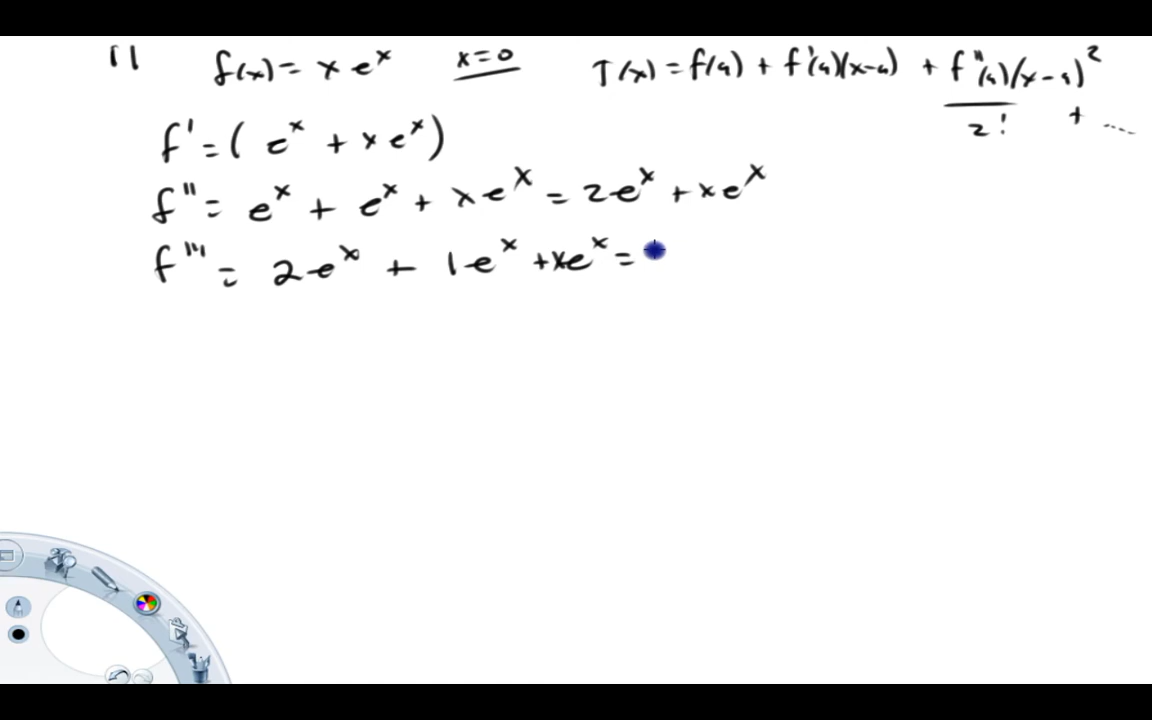 11 f(x) = x e^x x=0 T(x) = f(a) + f'(a)(x-a) + f''(a)(x-a)^2 / 2! + ....
f' = ( e^x + x e^x )
f'' = e^x + e^x + x e^x = 2e^x + x e^x
f''' = 2e^x + 1e^x + xe^x =